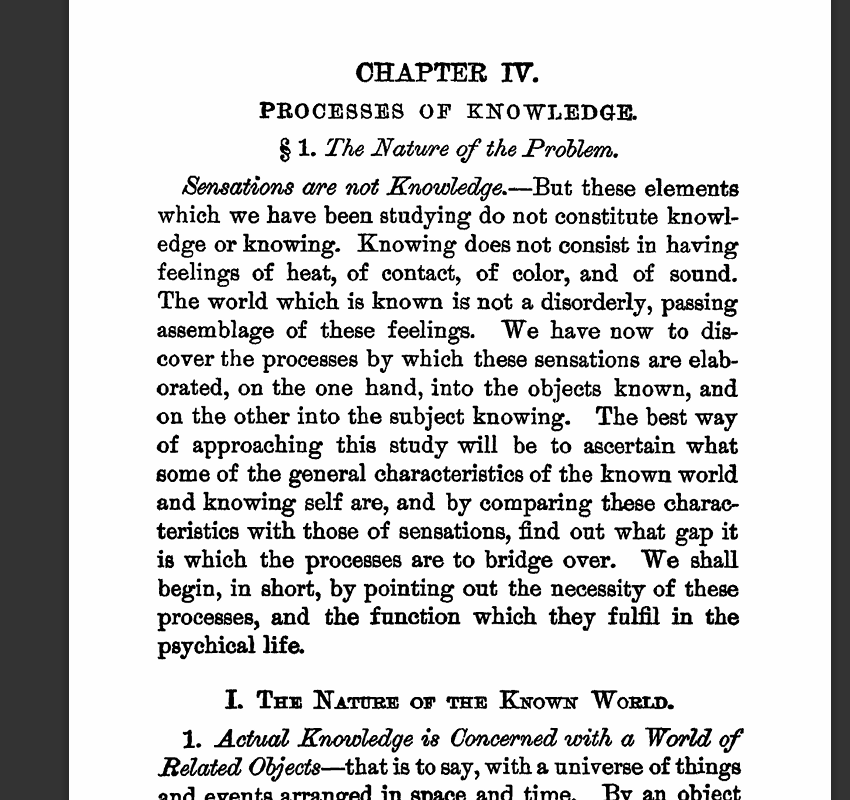 CHAPTER IV.
PROCESSES OF KNOWLEDGE.
§ 1. The Nature of the Problem.
Sensations are not Knowledge.—But these elements
which we have been studying do not constitute knowl-
edge or knowing. Knowing does not consist in having
feelings of heat, of contact, of color, and of sound.
The world which is known is not a disorderly, passing
assemblage of these feelings. We have now to dis-
cover the processes by which these sensations are elab-
orated, on the one hand, into the objects known, and
on the other into the subject knowing. The best way
of approaching this study will be to ascertain what
some of the general characteristics of the known world
and knowing self are, and by comparing these charac-
teristics with those of sensations, find out what gap it
is which the processes are to bridge over. We shall
begin, in short, by pointing out the necessity of these
processes, and the function which they fulfil in the
psychical life.
I. THE NATURE OF THE KNOWN WORLD.
1. Actual Knowledge is Concerned with a World of
Related Objects—that is to say, with a universe of things
and events arranged in space and time. By an object